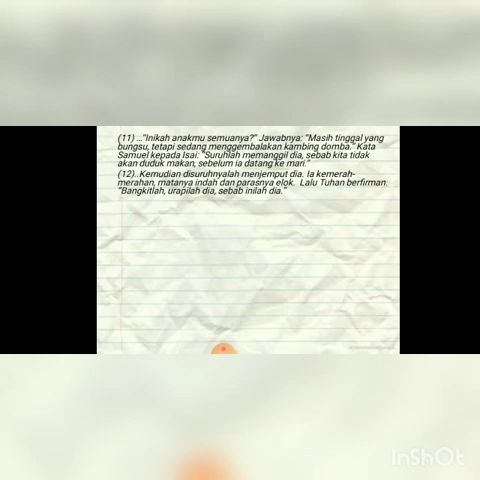 (11) ..."Inikah anakmu semuanya?" Jawabnya: "Masih tinggal yang
bungsu, tetapi sedang menggembalakan kambing domba." Kata
Samuel kepada Isai: "Suruhlah memanggil dia, sebab kita tidak
akan duduk makan, sebelum ia datang ke mari."
(12)..Kemudian disuruhnyalah menjemput dia. Ia kemerah-
merahan, matanya indah dan parasnya elok. Lalu Tuhan berfirman:
"Bangkitlah, urapilah dia, sebab inilah dia."
InShOt